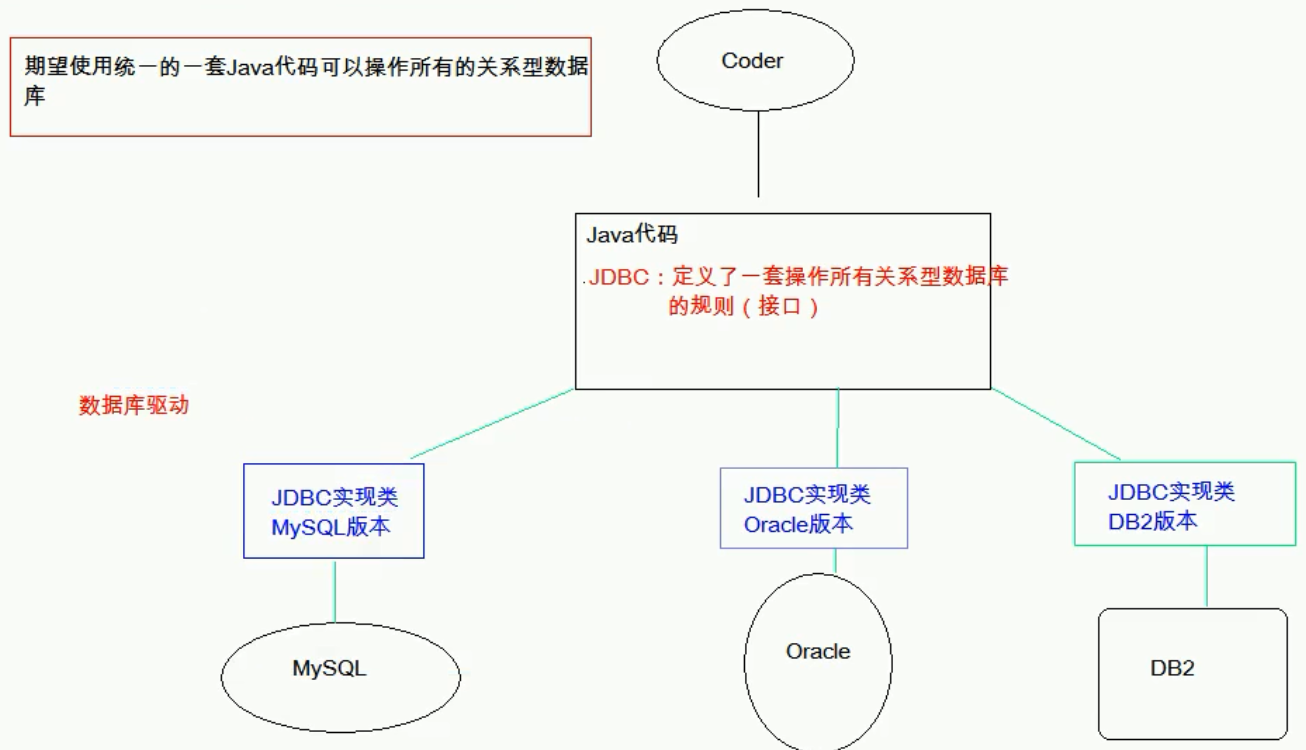 期望使用统一的一套Java代码可以操作所有的关系型数据
库
Coder
Java代码
.JDBC：定义了一套操作所有关系型数据库
的规则（接口）
数据库驱动
JDBC实现类
MySQL版本
JDBC实现类
Oracle版本
JDBC实现类
DB2版本
MySQL
Oracle
DB2